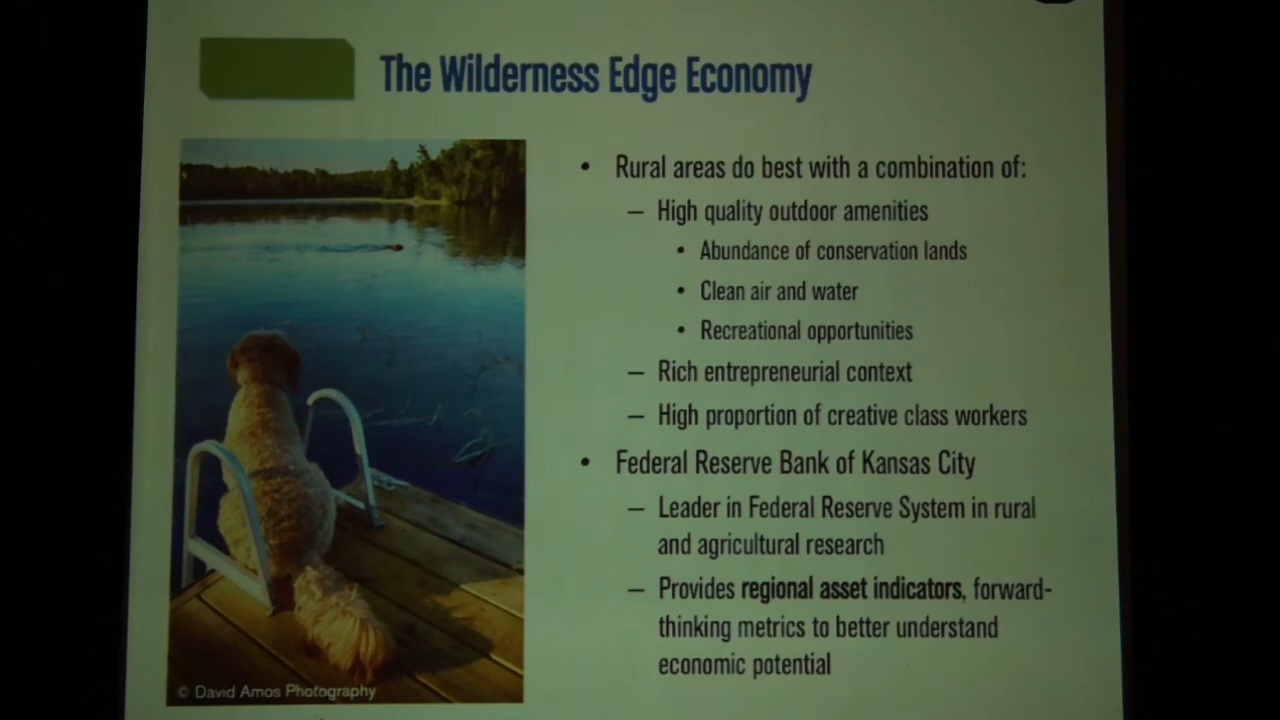 The Wilderness Edge Economy
• Rural areas do best with a combination of:
– High quality outdoor amenities
• Abundance of conservation lands
• Clean air and water
• Recreational opportunities
– Rich entrepreneurial context
– High proportion of creative class workers
• Federal Reserve Bank of Kansas City
– Leader in Federal Reserve System in rural
and agricultural research
– Provides regional asset indicators, forward-
thinking metrics to better understand
economic potential
© David Amos Photography